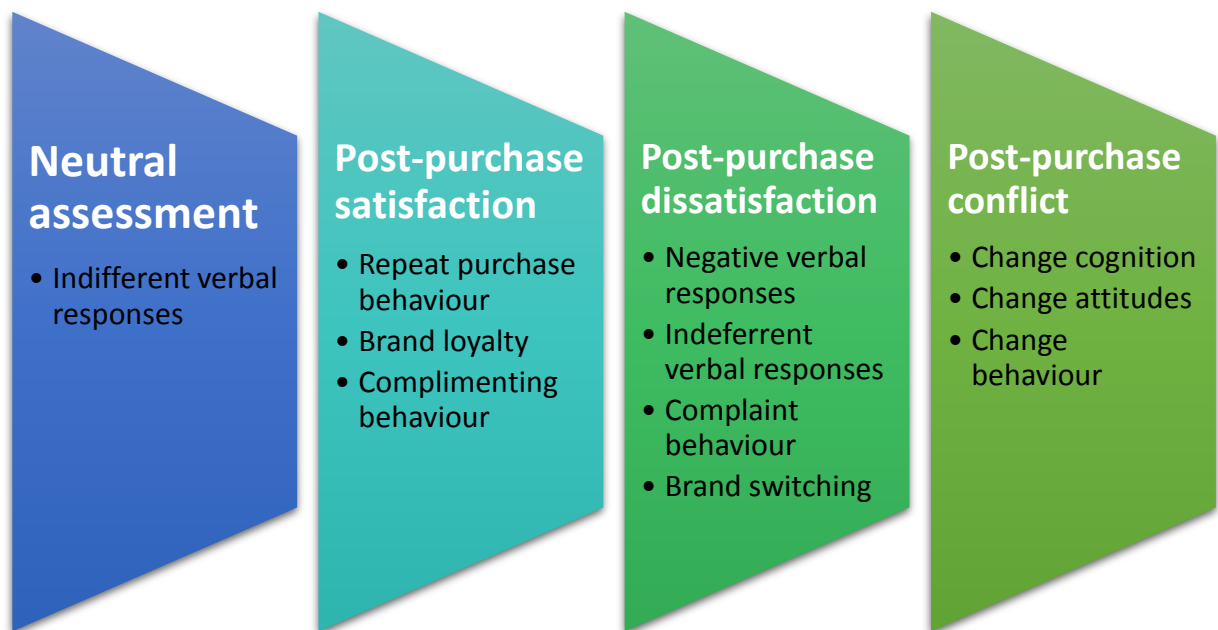 Neutral
assessment
• Indifferent verbal
responses
Post-purchase
satisfaction
• Repeat purchase
behaviour
• Brand loyalty
• Complimenting
behaviour
Post-purchase
dissatisfaction
• Negative verbal
responses
• Indeferrent
verbal responses
• Complaint
behaviour
• Brand switching
Post-purchase
conflict
• Change cognition
• Change attitudes
• Change
behaviour